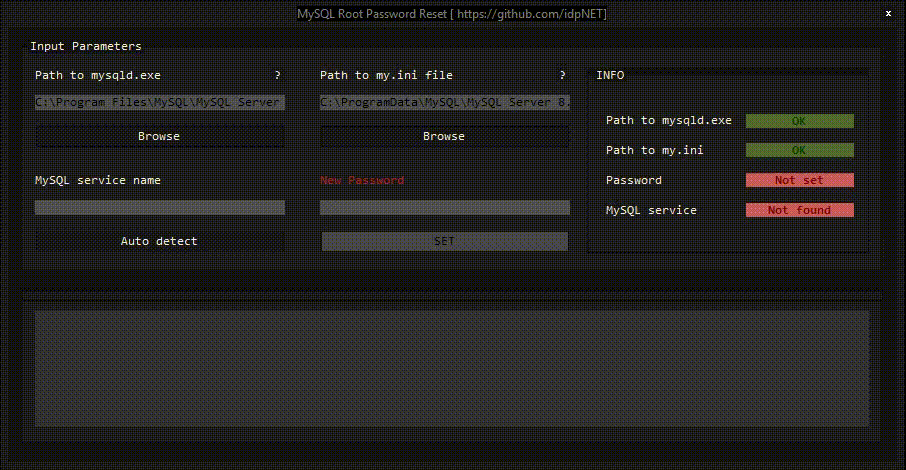 MySQL Root Password Reset [ https://github.com/idpNET]
x
Input Parameters
Path to mysqld.exe ?
C:\Program Files\MySQL\MySQL Server
Browse
MySQL service name
Auto detect
Path to my.ini file ?
C:\ProgramData\MySQL\MySQL Server 8.
Browse
New Password
SET
INFO
Path to mysqld.exe OK
Path to my.ini OK
Password Not set
MySQL service Not found